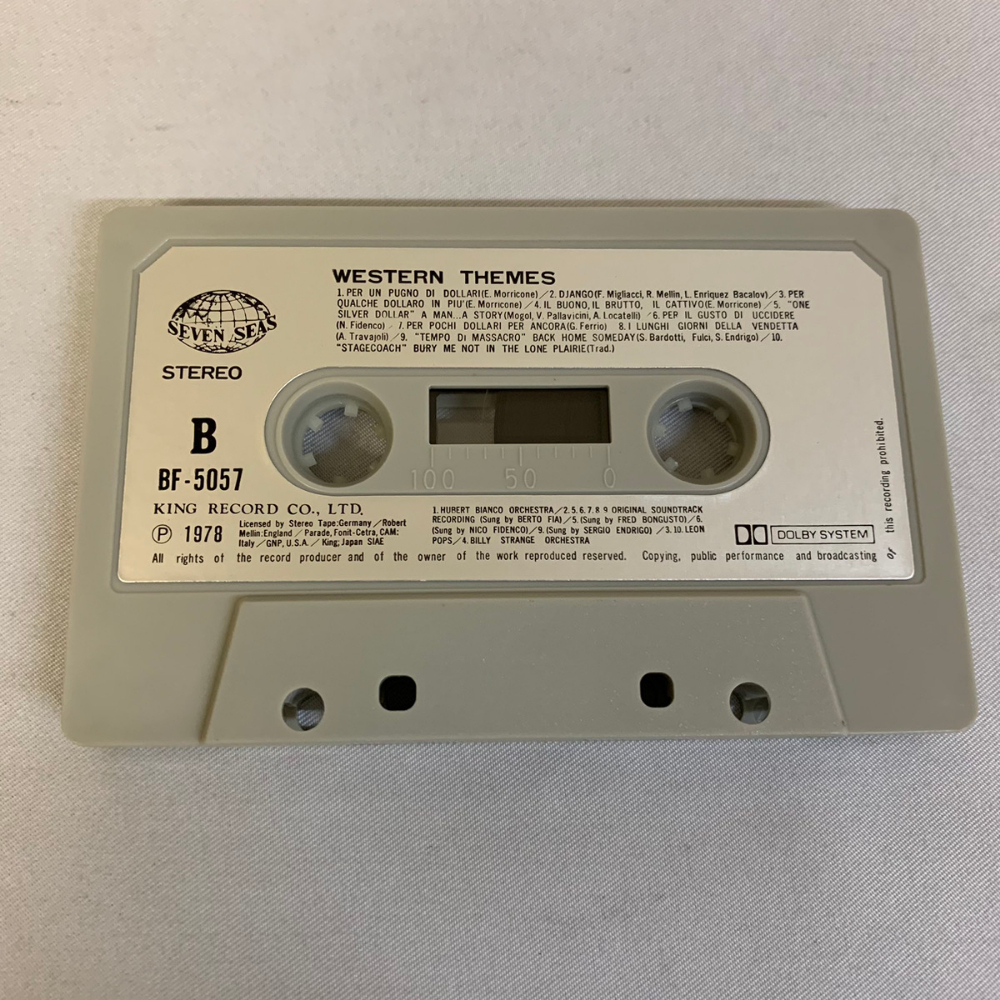 WESTERN THEMES
1. PER UN PUGNO DI DOLLARI(E. Morricone)／2. DJANGO(F. Migliacci, R. Mellin, L. Enriquez Bacalov)／3. PER
QUALCHE DOLLARO IN PIU'(E. Morricone)／4. IL BUONO, IL BRUTTO, IL CATTIVO(E. Morricone)／5. "ONE
SILVER DOLLAR" A MAN...A STORY(Mogol, V. Pallavicini, A. Locatelli)／6. PER IL GUSTO DI UCCIDERE
(N. Fidenco)／7. PER POCHI DOLLARI PER ANCORA(G. Ferrio) 8. I LUNGHI GIORNI DELLA VENDETTA
(A. Travajoli)／9. "TEMPO Di MASSACRO" BACK HOME SOMEDAY(S. Bardotti, Fulci, S. Endrigo)／10.
"STAGECOACH" BURY ME NOT IN THE LONE PLAIRIE(Trad.)
SEVEN SEAS
STEREO
B
BF-5057
100 50 0
KING RECORD CO., LTD.
Ⓟ 1978
Licensed by Stereo Tape:Germany／Robert
Mellin:England／Parade, Fonit-Cetra, CAM:
Italy／GNP, U.S.A.／King; Japan SIAE
1. HUBERT BIANCO ORCHESTRA／2. 5. 6. 7. 8 9 ORIGINAL SOUNDTRACK
RECORDING (Sung by BERTO FIA)／5. (Sung by FRED BONGUSTO)／6.
(Sung by NICO FIDENCO)／9. (Sung by SERGIO ENDRIGO)／3. 10. LEON
POPS／4. BILLY STRANGE ORCHESTRA
DOLBY SYSTEM
All rights of the record producer and of the owner of the work reproduced reserved. Copying, public performance and broadcasting of this recording prohibited.